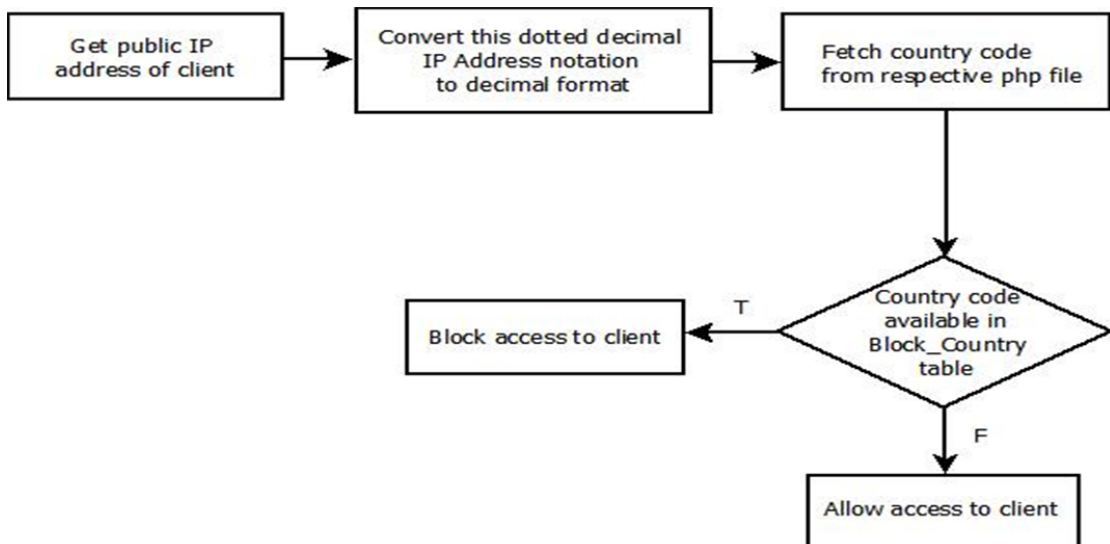 Get public IP
address of client
Convert this dotted decimal
IP Address notation
to decimal format
Fetch country code
from respective php file
Country code
available in
Block_Country
table
T
Block access to client
F
Allow access to client